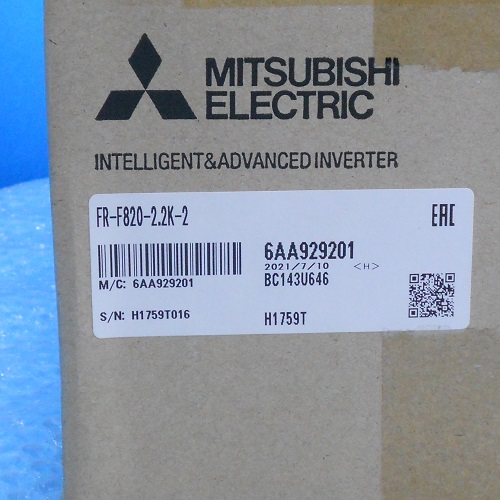 MITSUBISHI
ELECTRIC
INTELLIGENT&ADVANCED INVERTER
FR-F820-2.2K-2
EAC
6AA929201
2021/7/10 <H>
M/C: 6AA929201
BC143U646
S/N: H1759T016
H1759T